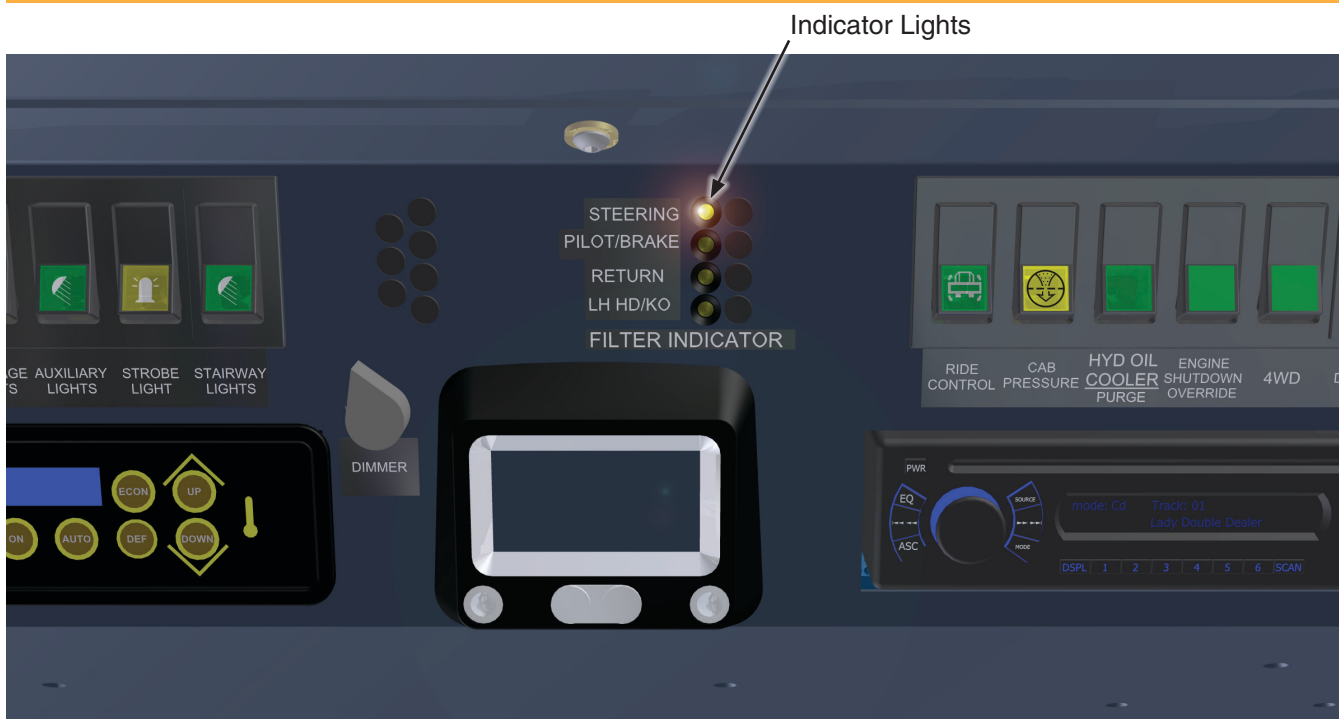 Indicator Lights
STEERING
PILOT/BRAKE
RETURN
LH HD/KO
FILTER INDICATOR
AUXILIARY
LIGHTS
STROBE
LIGHT
STAIRWAY
LIGHTS
DIMMER
RIDE
CONTROL
CAB
PRESSURE
HYD OIL
COOLER
PURGE
ENGINE
SHUTDOWN
OVERRIDE
4WD
ECON
UP
ON
AUTO
DEF
DOWN
PWR
EQ
ASC
SOURCE
MODE
mode: Cd Track: 01
Lady Double Dealer
DSPL 1 2 3 4 5 6 SCAN